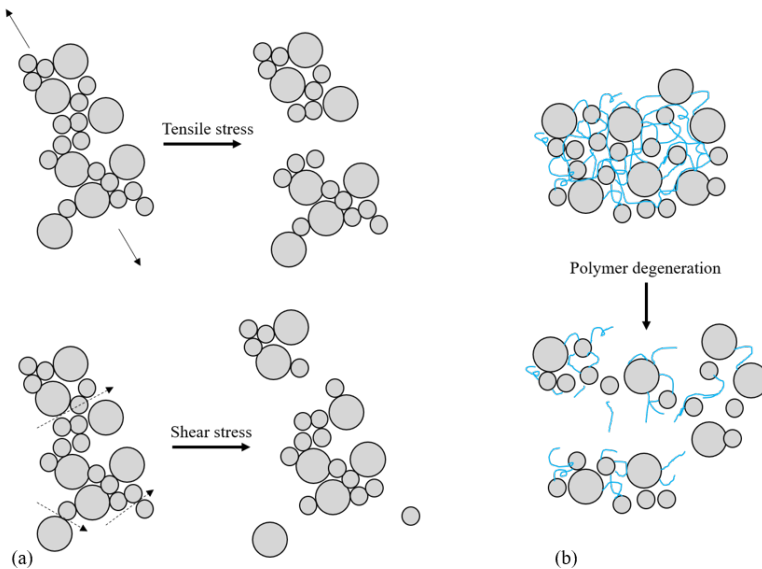 Tensile stress
Polymer degeneration
Shear stress
(a)
(b)